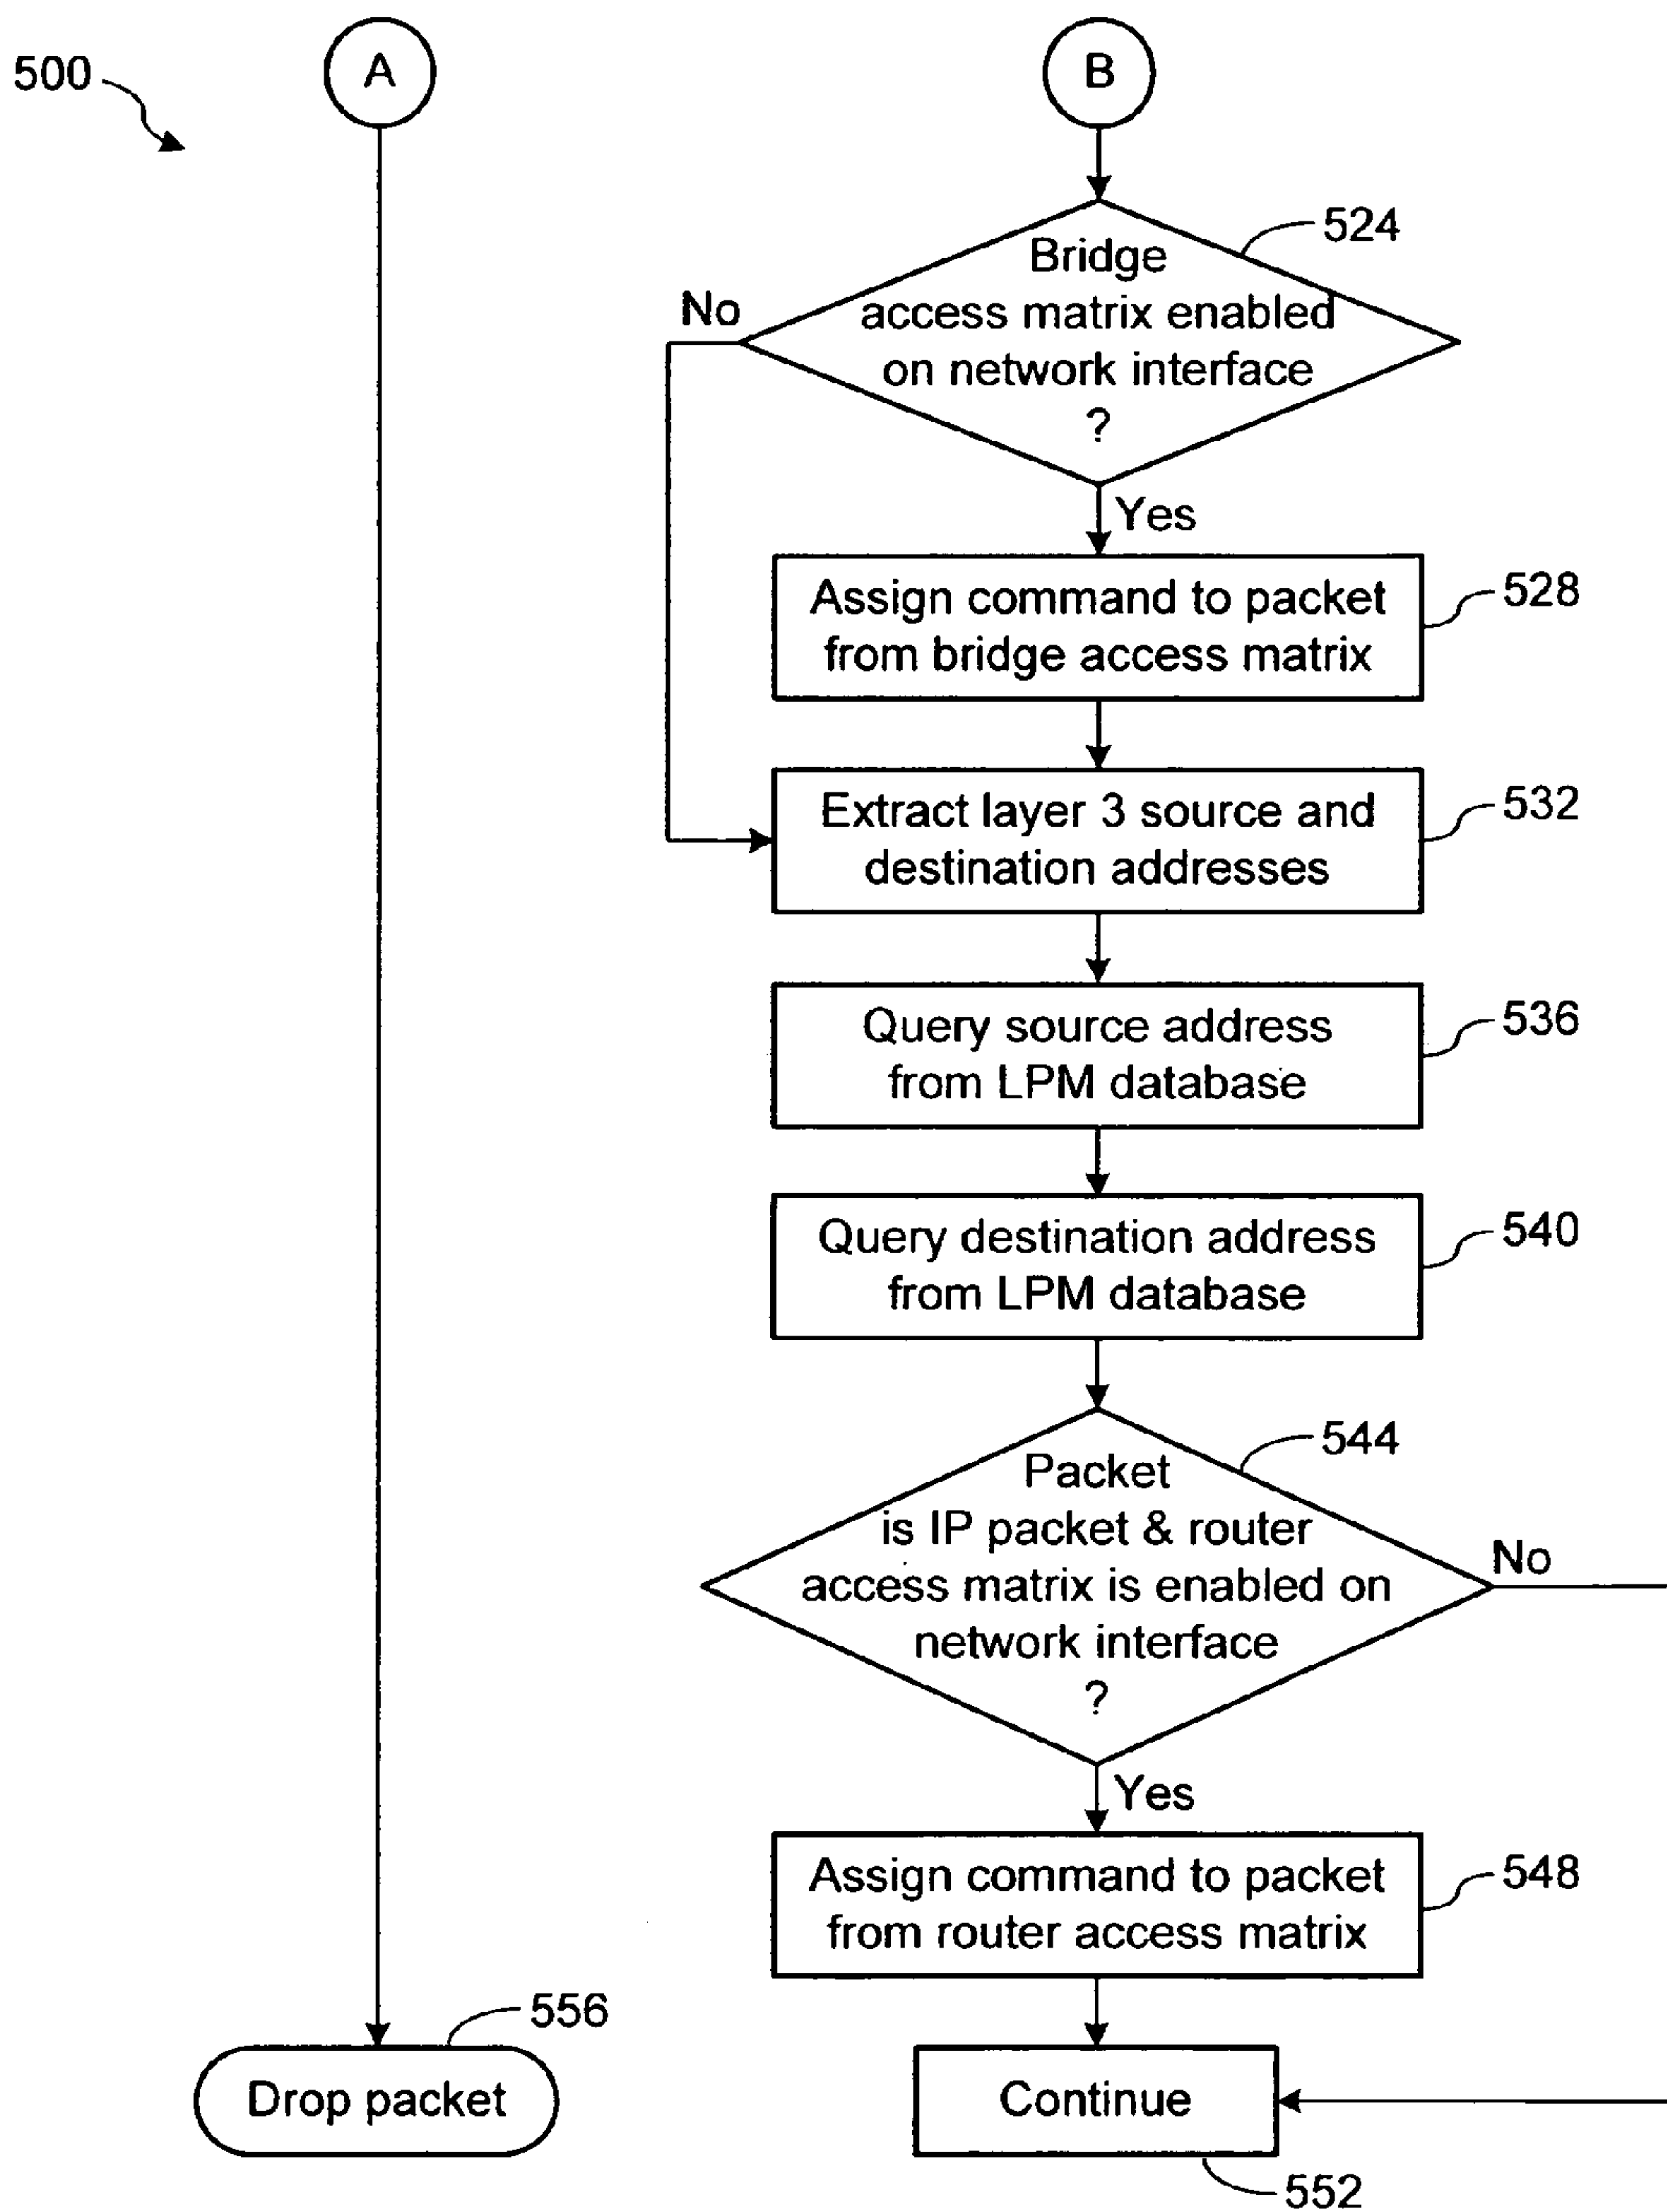 500
A
B
524
Bridge
access matrix enabled
on network interface
?
No
Yes
Assign command to packet
from bridge access matrix
528
Extract layer 3 source and
destination addresses
532
Query source address
from LPM database
536
Query destination address
from LPM database
540
544
Packet
is IP packet & router
access matrix is enabled on
network interface
?
No
Yes
Assign command to packet
from router access matrix
548
556
Drop packet
Continue
552